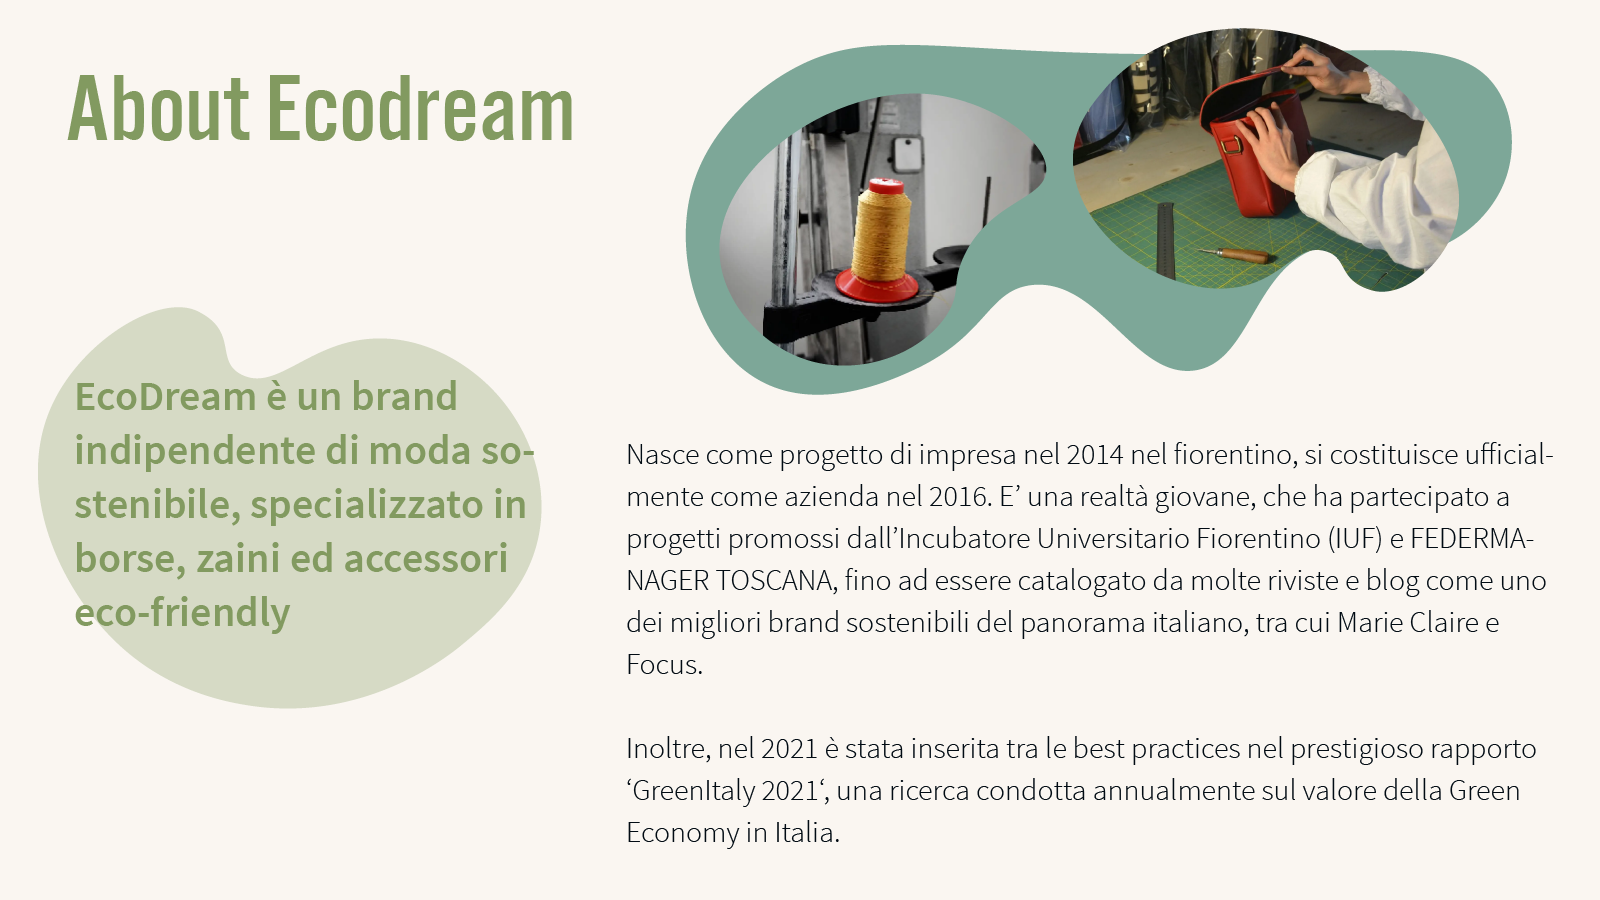 About Ecodream
EcoDream è un brand
indipendente di moda so-
stenibile, specializzato in
borse, zaini ed accessori
eco-friendly
Nasce come progetto di impresa nel 2014 nel fiorentino, si costituisce ufficial-
mente come azienda nel 2016. E’ una realtà giovane, che ha partecipato a
progetti promossi dall’Incubatore Universitario Fiorentino (IUF) e FEDERMA-
NAGER TOSCANA, fino ad essere catalogato da molte riviste e blog come uno
dei migliori brand sostenibili del panorama italiano, tra cui Marie Claire e
Focus.
Inoltre, nel 2021 è stata inserita tra le best practices nel prestigioso rapporto
‘GreenItaly 2021‘, una ricerca condotta annualmente sul valore della Green
Economy in Italia.